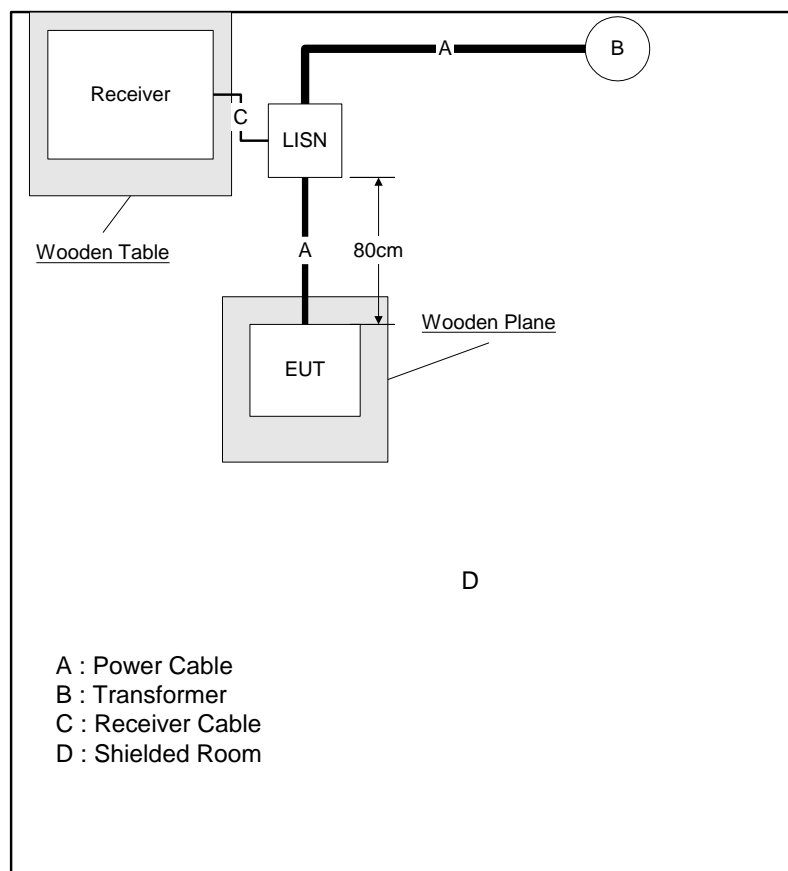 A
B
Receiver
C
LISN
Wooden Table
A
80cm
Wooden Plane
EUT
D
A : Power Cable
B : Transformer
C : Receiver Cable
D : Shielded Room